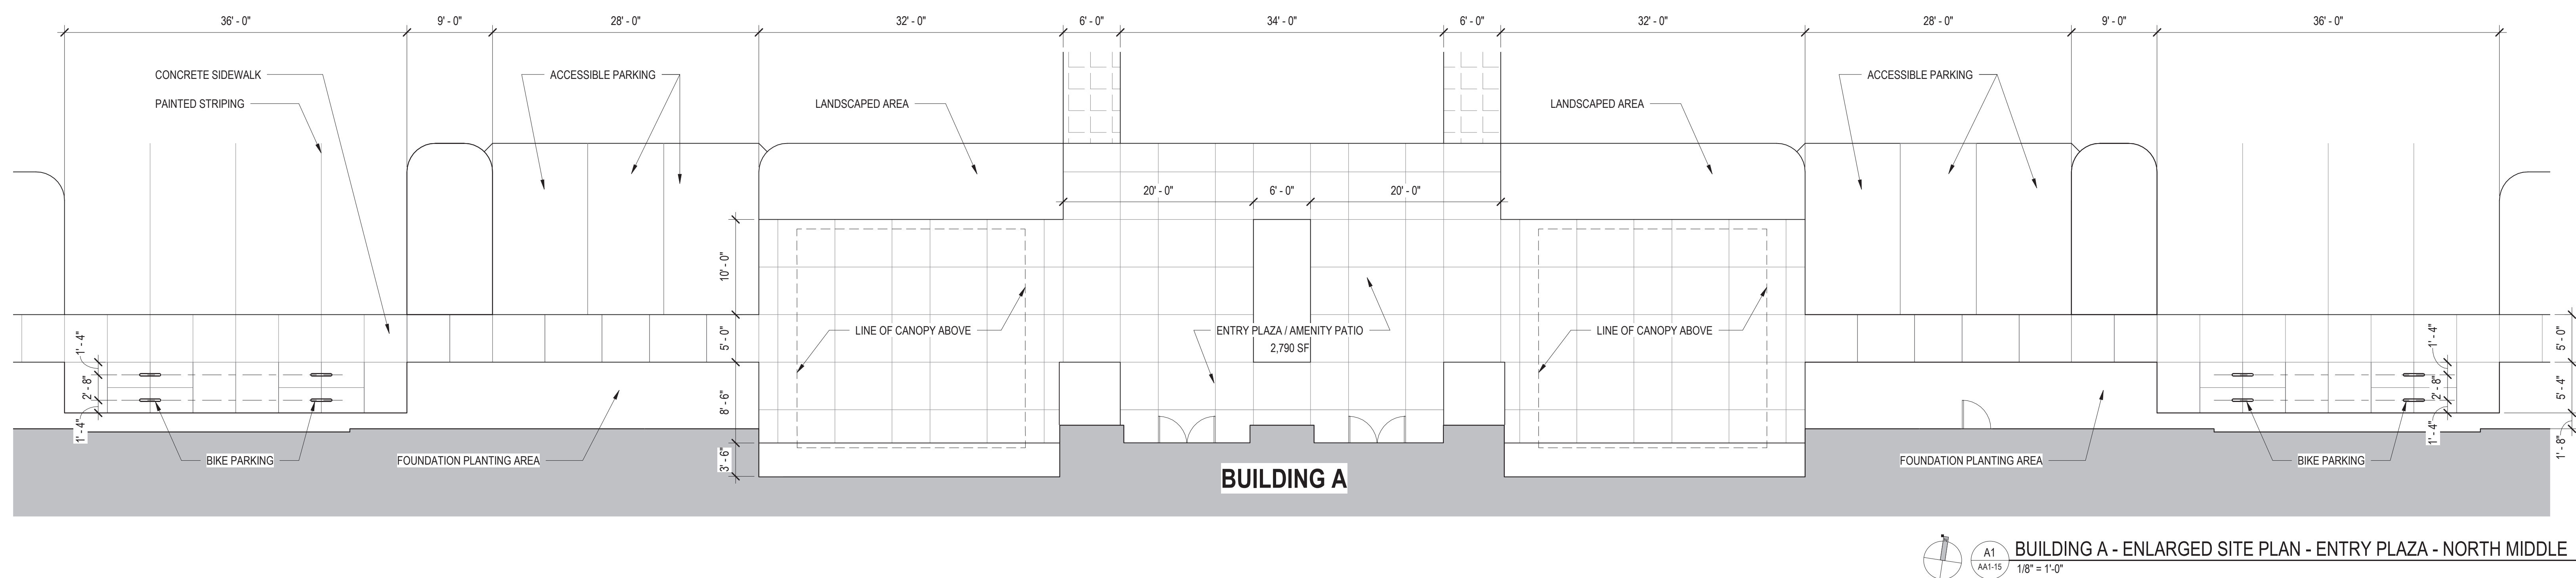 36' - 0" 9' - 0" 28' - 0" 32' - 0" 6' - 0" 34' - 0" 6' - 0" 32' - 0" 28' - 0" 9' - 0" 36' - 0"
CONCRETE SIDEWALK
ACCESSIBLE PARKING
ACCESSIBLE PARKING
PAINTED STRIPING
LANDSCAPED AREA
LANDSCAPED AREA
20' - 0" 6' - 0" 20' - 0"
10' - 0"
5' - 0"
8' - 6"
3' - 6"
1' - 4"
2' - 8"
1' - 4"
LINE OF CANOPY ABOVE
ENTRY PLAZA / AMENITY PATIO
2,790 SF
LINE OF CANOPY ABOVE
1' - 4"
2' - 8"
1' - 4"
5' - 0"
5' - 4"
1' - 8"
BIKE PARKING
FOUNDATION PLANTING AREA
BUILDING A
FOUNDATION PLANTING AREA
BIKE PARKING
A1
AA1-15
BUILDING A - ENLARGED SITE PLAN - ENTRY PLAZA - NORTH MIDDLE
1/8" = 1'-0"